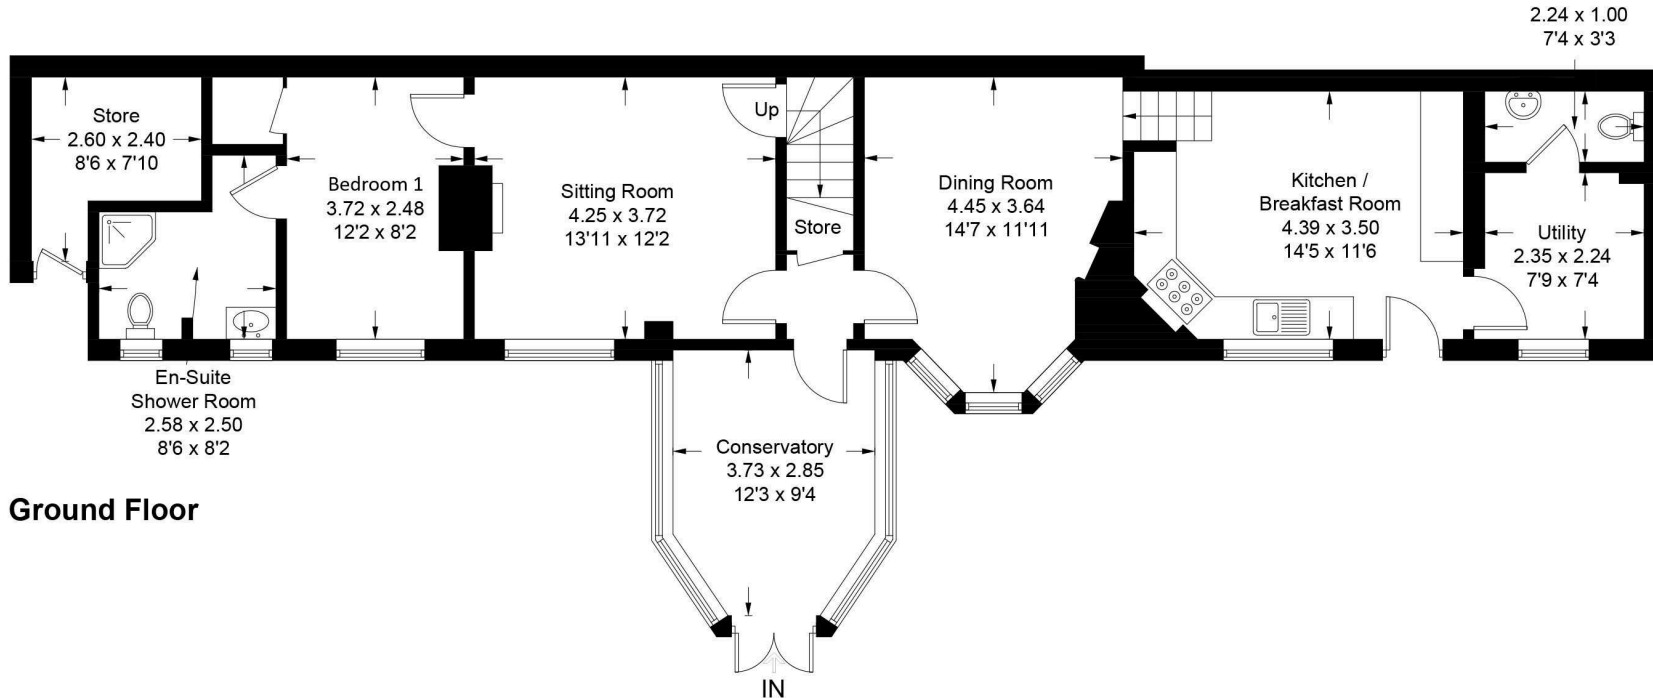 2.24 x 1.00
7'4 x 3'3
Store
2.60 x 2.40
8'6 x 7'10
Bedroom 1
3.72 x 2.48
12'2 x 8'2
Sitting Room
4.25 x 3.72
13'11 x 12'2
Up
Store
Dining Room
4.45 x 3.64
14'7 x 11'11
Kitchen /
Breakfast Room
4.39 x 3.50
14'5 x 11'6
Utility
2.35 x 2.24
7'9 x 7'4
En-Suite
Shower Room
2.58 x 2.50
8'6 x 8'2
Conservatory
3.73 x 2.85
12'3 x 9'4
Ground Floor
IN